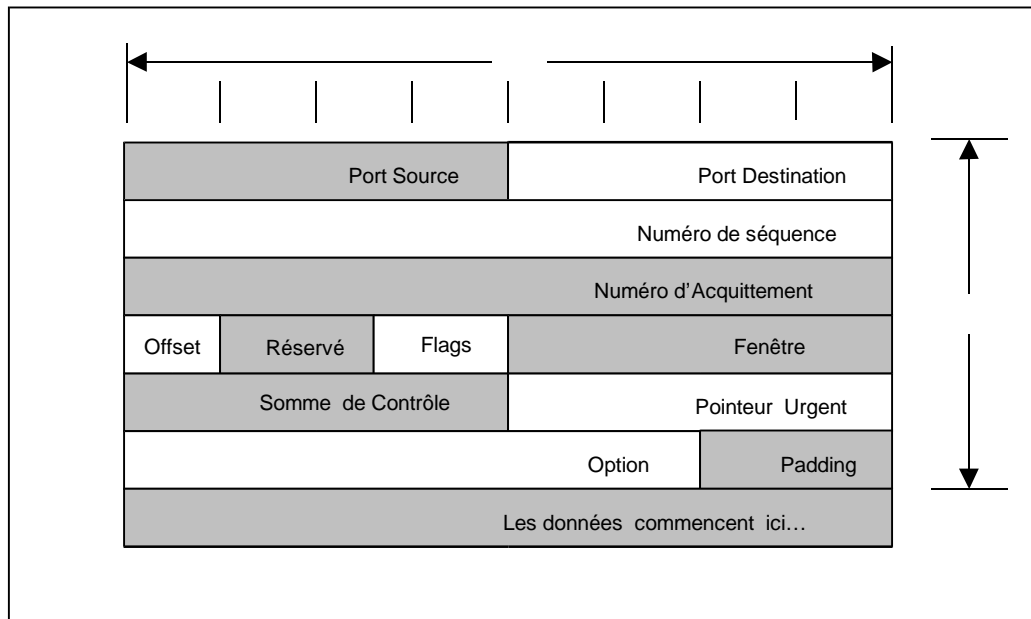 Port Source
Port Destination
Numéro de séquence
Numéro d’Acquittement
Offset
Réservé
Flags
Fenêtre
Somme de Contrôle
Pointeur Urgent
Option
Padding
Les données commencent ici…